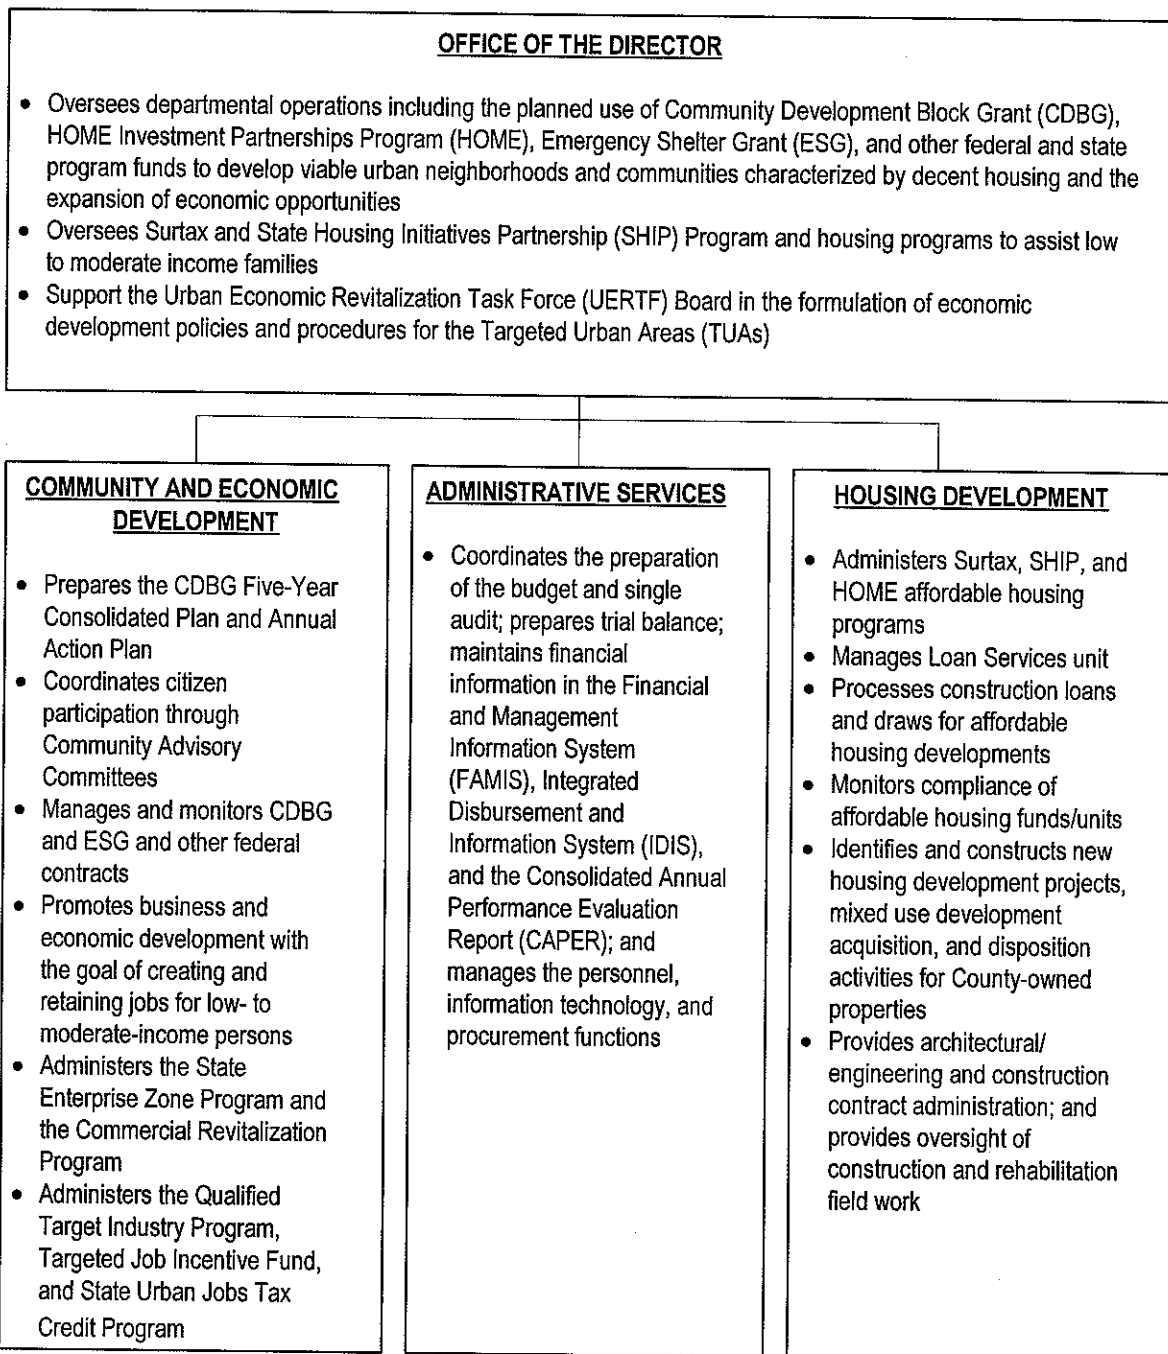 OFFICE OF THE DIRECTOR
• Oversees departmental operations including the planned use of Community Development Block Grant (CDBG),
HOME Investment Partnerships Program (HOME), Emergency Shelter Grant (ESG), and other federal and state
program funds to develop viable urban neighborhoods and communities characterized by decent housing and the
expansion of economic opportunities
• Oversees Surtax and State Housing Initiatives Partnership (SHIP) Program and housing programs to assist low
to moderate income families
• Support the Urban Economic Revitalization Task Force (UERTF) Board in the formulation of economic
development policies and procedures for the Targeted Urban Areas (TUAs)
COMMUNITY AND ECONOMIC
DEVELOPMENT
• Prepares the CDBG Five-Year
Consolidated Plan and Annual
Action Plan
• Coordinates citizen
participation through
Community Advisory
Committees
• Manages and monitors CDBG
and ESG and other federal
contracts
• Promotes business and
economic development with
the goal of creating and
retaining jobs for low- to
moderate-income persons
• Administers the State
Enterprise Zone Program and
the Commercial Revitalization
Program
• Administers the Qualified
Target Industry Program,
Targeted Job Incentive Fund,
and State Urban Jobs Tax
Credit Program
ADMINISTRATIVE SERVICES
• Coordinates the preparation
of the budget and single
audit; prepares trial balance;
maintains financial
information in the Financial
and Management
Information System
(FAMIS), Integrated
Disbursement and
Information System (IDIS),
and the Consolidated Annual
Performance Evaluation
Report (CAPER); and
manages the personnel,
information technology, and
procurement functions
HOUSING DEVELOPMENT
• Administers Surtax, SHIP, and
HOME affordable housing
programs
• Manages Loan Services unit
• Processes construction loans
and draws for affordable
housing developments
• Monitors compliance of
affordable housing funds/units
• Identifies and constructs new
housing development projects,
mixed use development
acquisition, and disposition
activities for County-owned
properties
• Provides architectural/
engineering and construction
contract administration; and
provides oversight of
construction and rehabilitation
field work